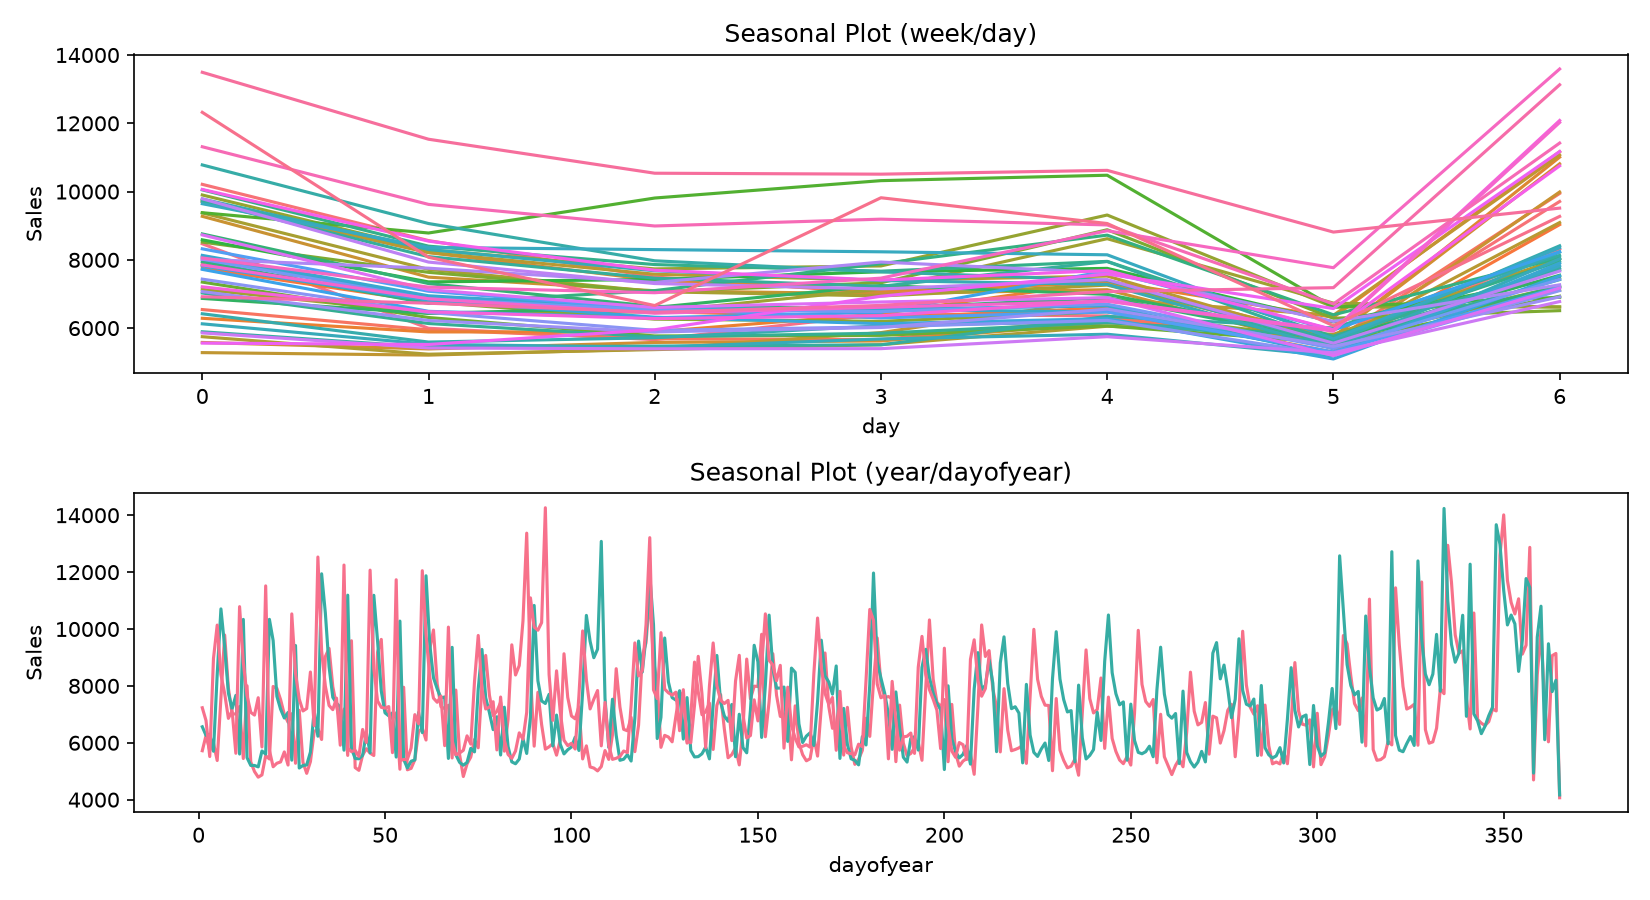 Seasonal Plot (week/day)
14000
12000
10000
8000
6000
Sales
0 1 2 3 4 5 6
day
Seasonal Plot (year/dayofyear)
14000
12000
10000
8000
6000
4000
Sales
0 50 100 150 200 250 300 350
dayofyear